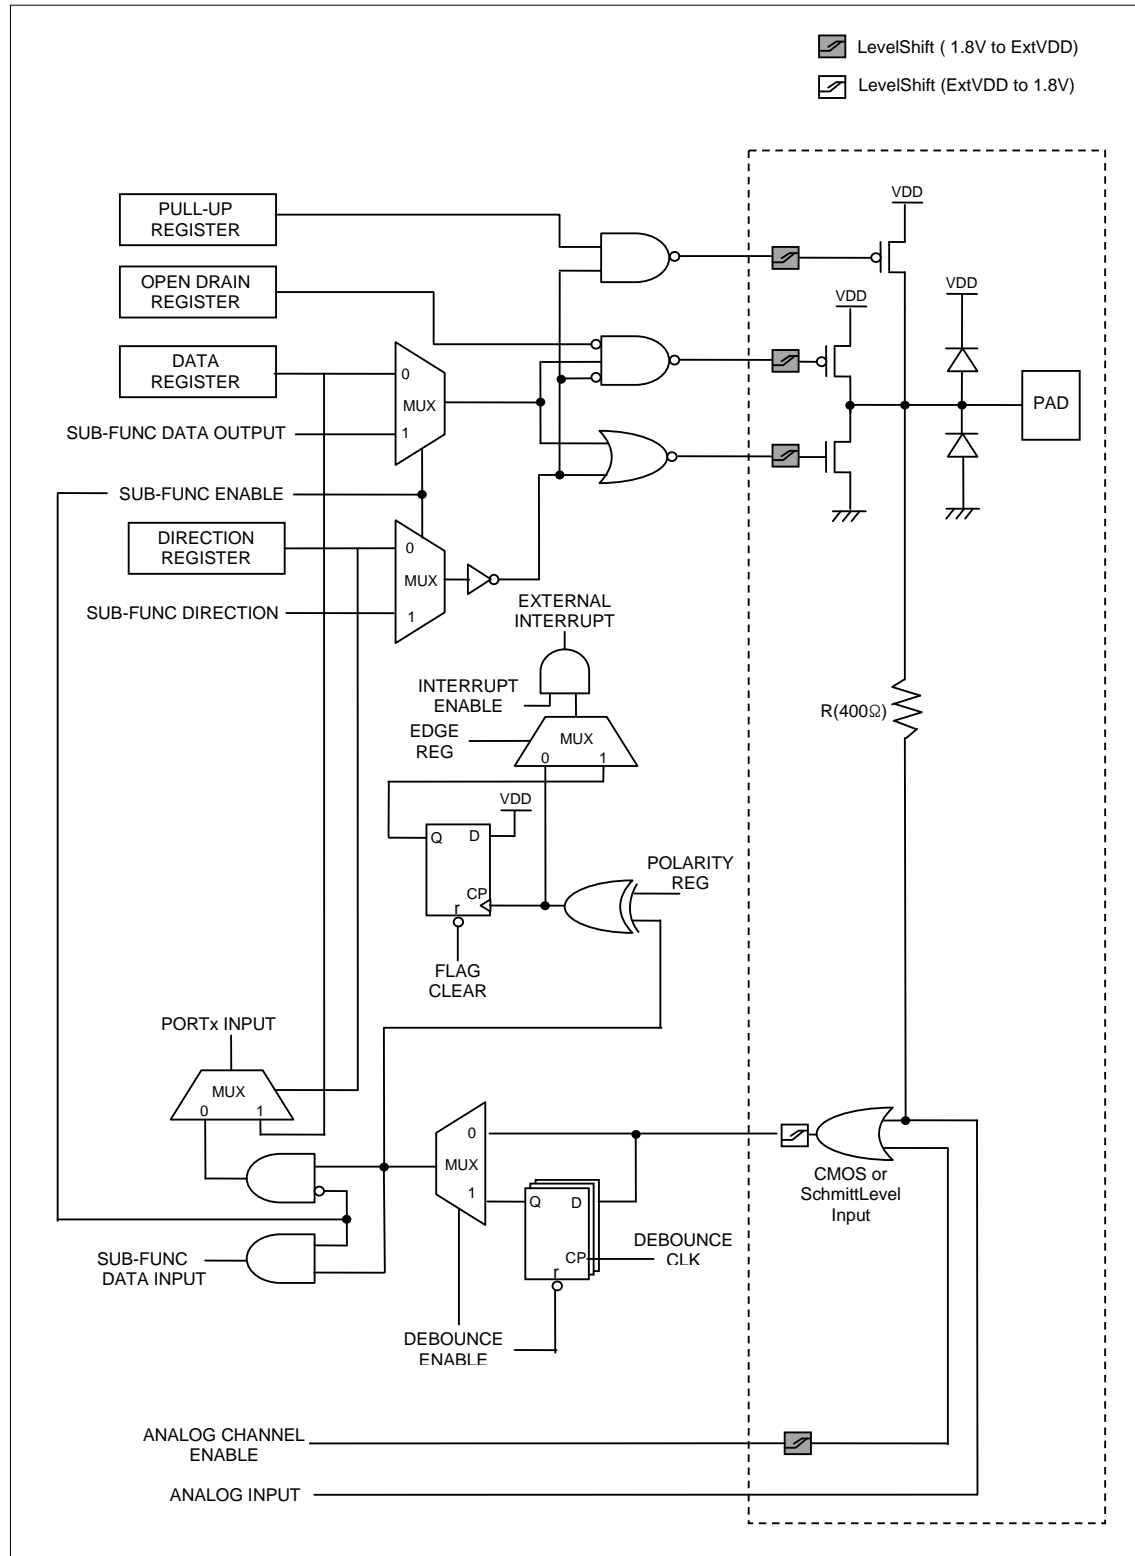 LevelShift ( 1.8V to ExtVDD)
LevelShift (ExtVDD to 1.8V)
VDD
PULL-UP
REGISTER
OPEN DRAIN
REGISTER
VDD
VDD
DATA
REGISTER
0
MUX
1
PAD
SUB-FUNC DATA OUTPUT
SUB-FUNC ENABLE
DIRECTION
REGISTER
0
MUX
1
SUB-FUNC DIRECTION
EXTERNAL
INTERRUPT
INTERRUPT
ENABLE
R(400Ω)
EDGE
REG
MUX
0 1
VDD
Q D
CP
r
POLARITY
REG
FLAG
CLEAR
PORTx INPUT
MUX
0 1
0
MUX
1
Q D
CP
r
CMOS or
SchmittLevel
Input
DEBOUNCE
CLK
SUB-FUNC
DATA INPUT
DEBOUNCE
ENABLE
ANALOG CHANNEL
ENABLE
ANALOG INPUT